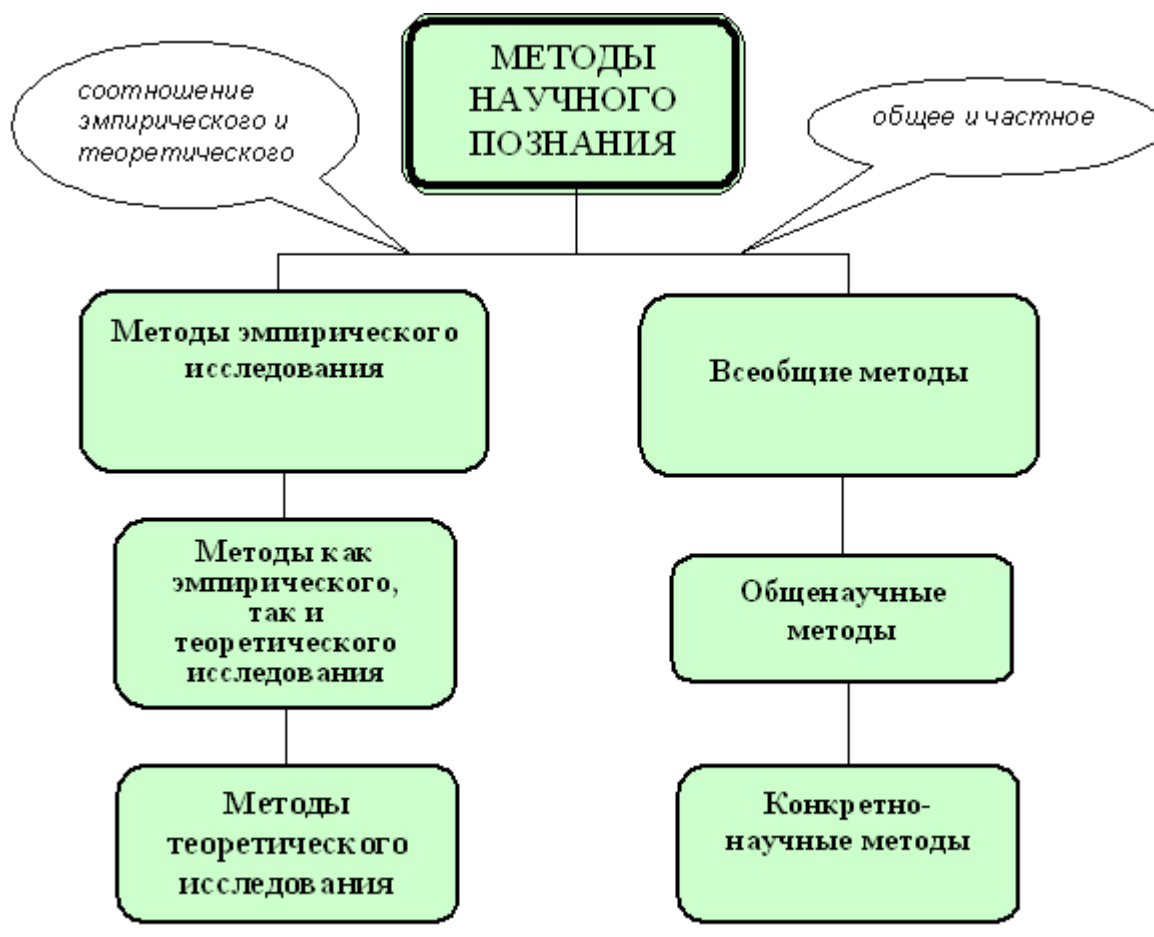 МЕТОДЫ
НАУЧНОГО
ПОЗНАНИЯ
соотношение
эмпирического и
теоретического
общее и частное
Методы эмпирического
исследования
Методы как
эмпирического,
так и
теоретического
исследования
Методы
теоретического
исследования
Всеобщие методы
Общенаучные
методы
Конкретно-
научные методы